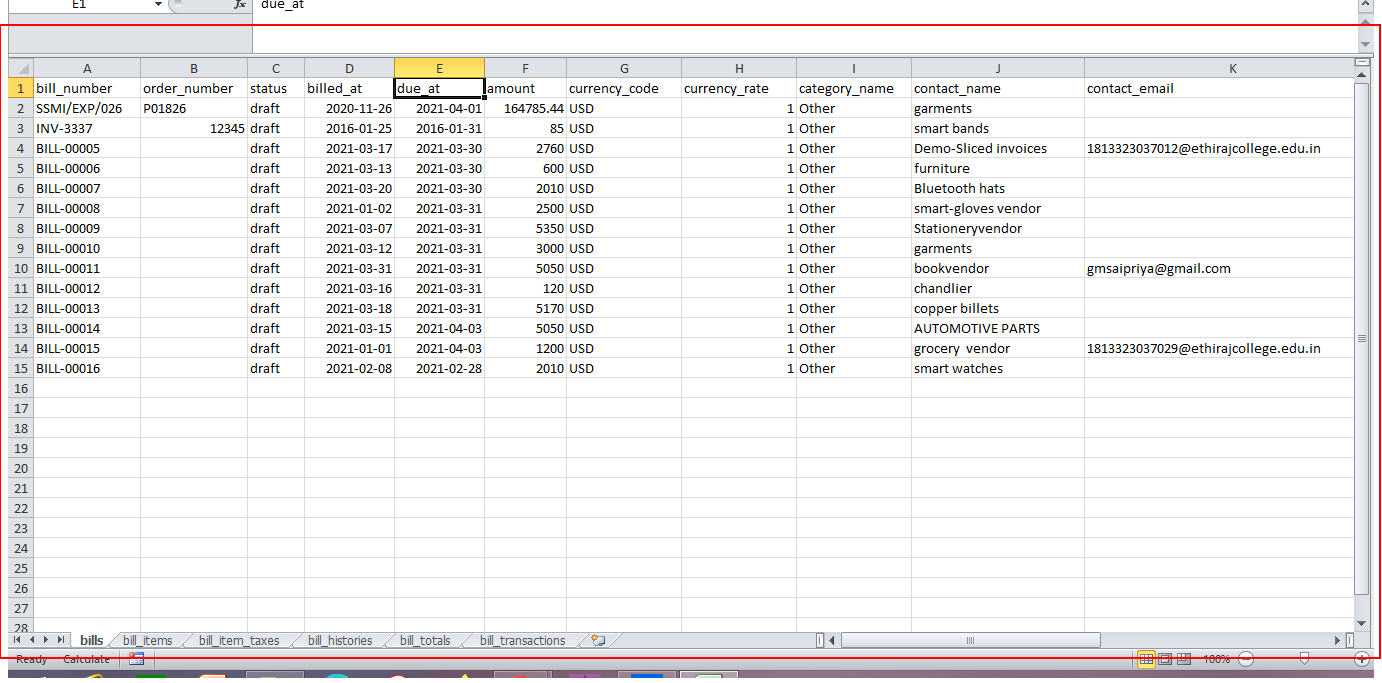 E1 fx due_at
A B C D E F G H I J K
1 bill_number order_number status billed_at due_at amount currency_code currency_rate category_name contact_name contact_email
2 SSMI/EXP/026 P01826 draft 2020-11-26 2021-04-01 164785.44 USD 1 Other garments
3 INV-3337 12345 draft 2016-01-25 2016-01-31 85 USD 1 Other smart bands
4 BILL-00005 draft 2021-03-17 2021-03-30 2760 USD 1 Other Demo-Sliced invoices 1813323037012@ethirajcollege.edu.in
5 BILL-00006 draft 2021-03-13 2021-03-30 600 USD 1 Other furniture
6 BILL-00007 draft 2021-03-20 2021-03-30 2010 USD 1 Other Bluetooth hats
7 BILL-00008 draft 2021-01-02 2021-03-31 2500 USD 1 Other smart-gloves vendor
8 BILL-00009 draft 2021-03-07 2021-03-31 5350 USD 1 Other Stationeryvendor
9 BILL-00010 draft 2021-03-12 2021-03-31 3000 USD 1 Other garments
10 BILL-00011 draft 2021-03-31 2021-03-31 5050 USD 1 Other bookvendor gmsaipriya@gmail.com
11 BILL-00012 draft 2021-03-16 2021-03-31 120 USD 1 Other chandlier
12 BILL-00013 draft 2021-03-18 2021-03-31 5170 USD 1 Other copper billets
13 BILL-00014 draft 2021-03-15 2021-04-03 5050 USD 1 Other AUTOMOTIVE PARTS
14 BILL-00015 draft 2021-01-01 2021-04-03 1200 USD 1 Other grocery vendor 1813323037029@ethirajcollege.edu.in
15 BILL-00016 draft 2021-02-08 2021-02-28 2010 USD 1 Other smart watches
16
17
18
19
20
21
22
23
24
25
26
27
28
bills bill_items bill_item_taxes bill_histories bill_totals bill_transactions
Ready Calculate 100%